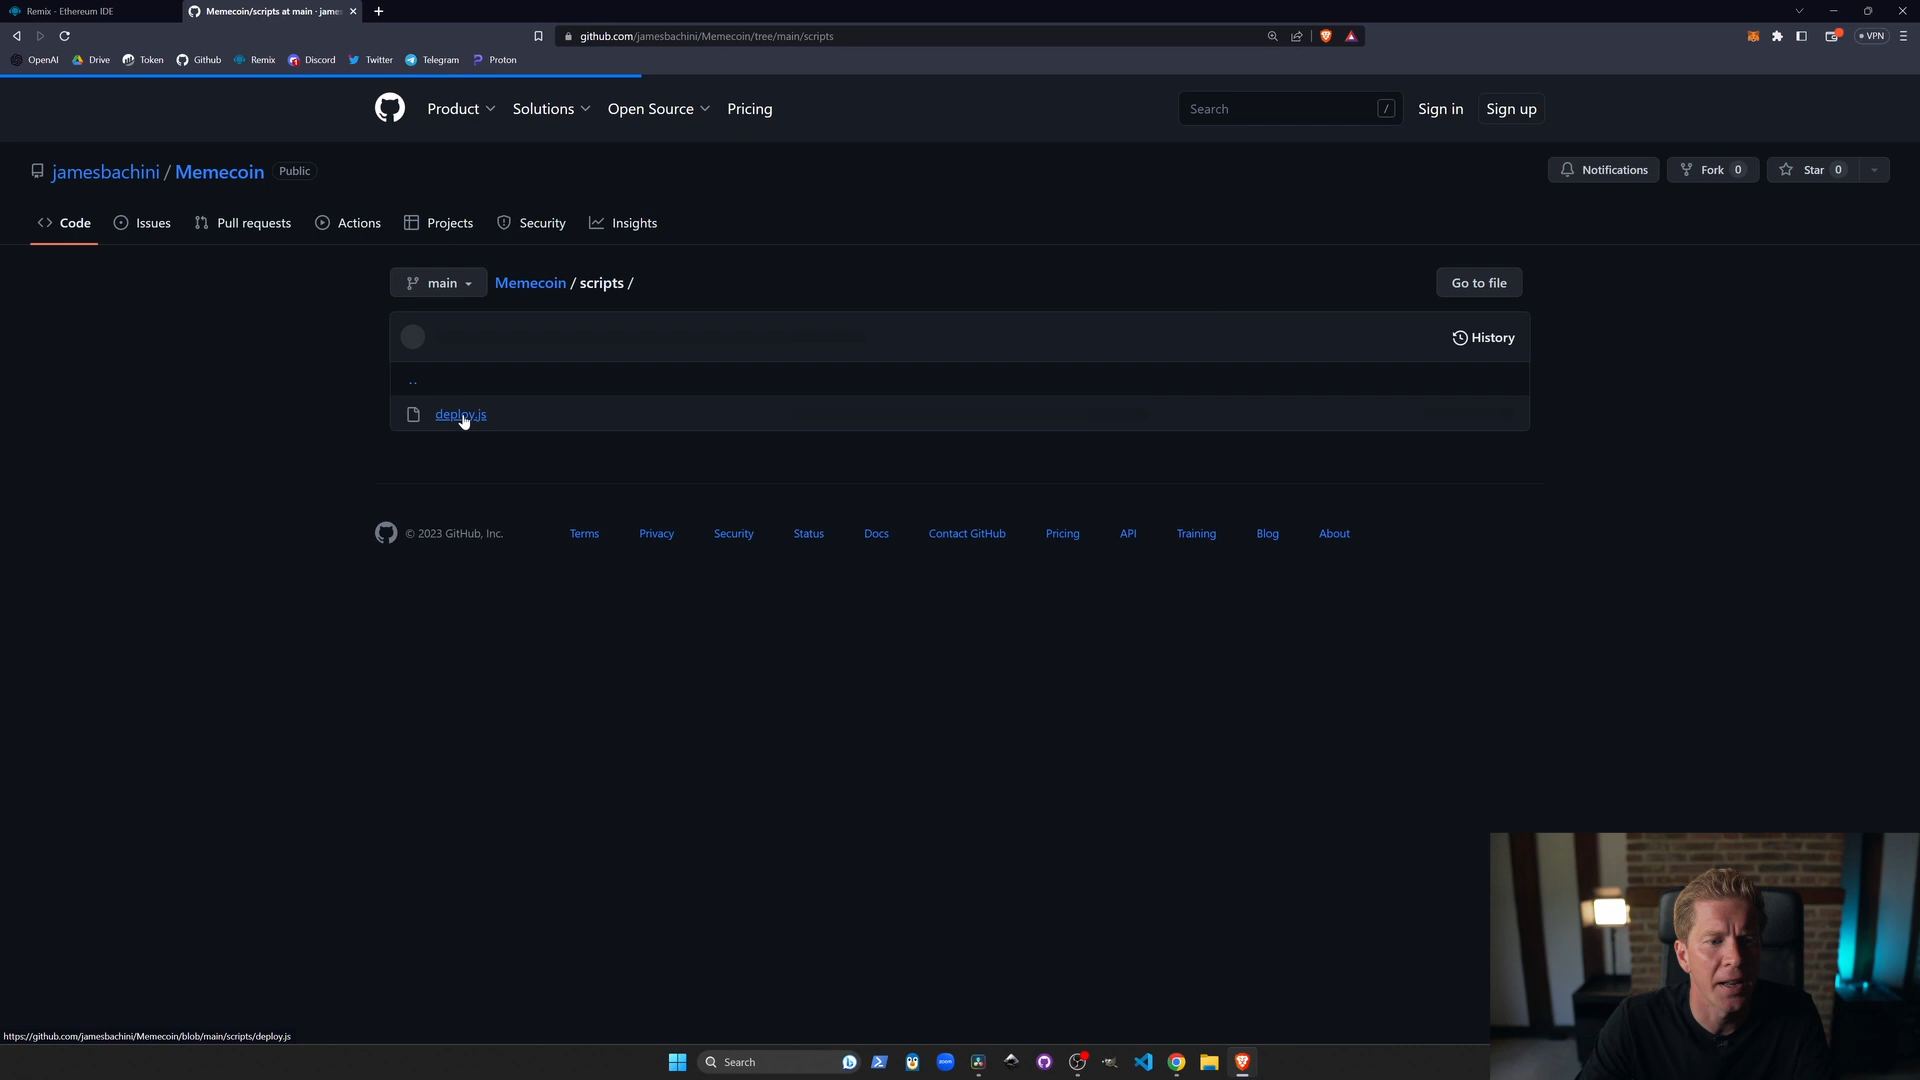 Remix - Ethereum IDE
Memecoin/scripts at main · james
github.com/jamesbachini/Memecoin/tree/main/scripts
VPN
OpenAI
Drive
Token
Github
Remix
Discord
Twitter
Telegram
Proton
Product
Solutions
Open Source
Pricing
Search
/
Sign in
Sign up
jamesbachini / Memecoin
Public
Notifications
Fork 0
Star 0
Code
Issues
Pull requests
Actions
Projects
Security
Insights
main
Memecoin / scripts /
Go to file
History
..
deploy.js
© 2023 GitHub, Inc.
Terms
Privacy
Security
Status
Docs
Contact GitHub
Pricing
API
Training
Blog
About
https://github.com/jamesbachini/Memecoin/blob/main/scripts/deploy.js
Search
zoom